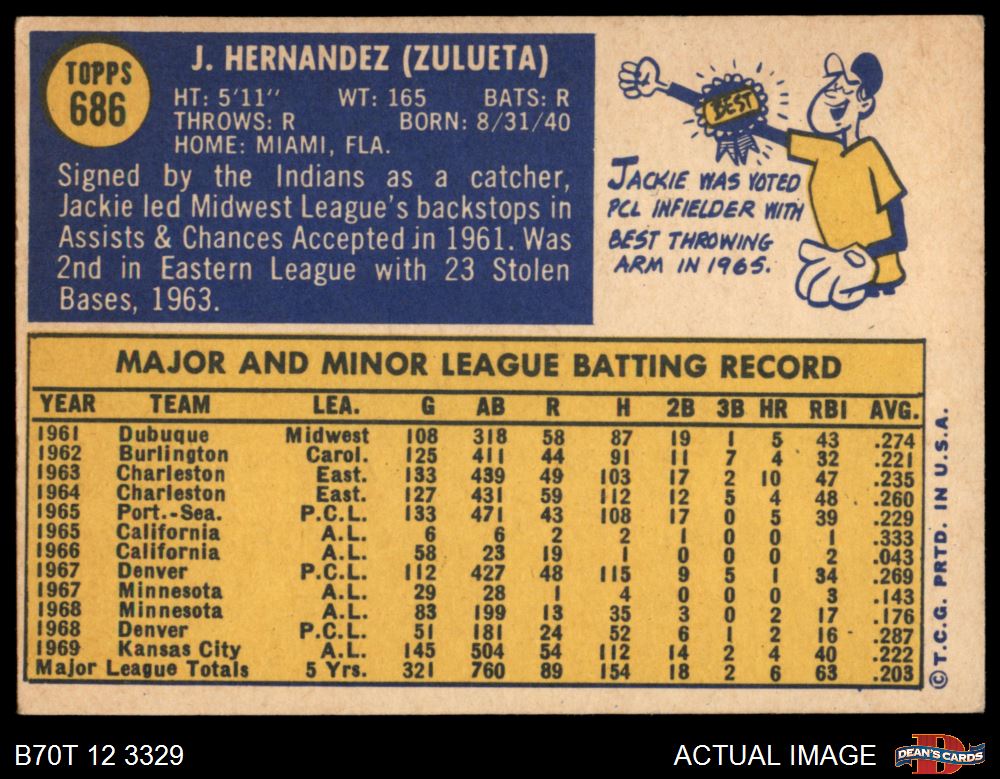 TOPPS
686
J. HERNANDEZ (ZULUETA)
HT: 5'11" WT: 165 BATS: R
THROWS: R BORN: 8/31/40
HOME: MIAMI, FLA.
Signed by the Indians as a catcher,
Jackie led Midwest League's backstops in
Assists & Chances Accepted in 1961. Was
2nd in Eastern League with 23 Stolen
Bases, 1963.
BEST
JACKIE WAS VOTED
PCL INFIELDER WITH
BEST THROWING
ARM IN 1965.
MAJOR AND MINOR LEAGUE BATTING RECORD
YEAR TEAM LEA. G AB R H 2B 3B HR RBI AVG.
1961 Dubuque Midwest 108 318 58 87 19 1 5 43 .274
1962 Burlington Carol. 125 411 44 91 11 7 4 32 .221
1963 Charleston East. 133 439 49 103 17 2 10 47 .235
1964 Charleston East. 127 431 59 112 12 5 4 48 .260
1965 Port.-Sea. P.C.L. 133 471 43 108 17 0 5 39 .229
1965 California A.L. 6 6 2 2 1 0 0 1 .333
1966 California A.L. 58 23 19 1 0 0 0 2 .043
1967 Denver P.C.L. 112 427 48 115 9 5 1 34 .269
1967 Minnesota A.L. 29 28 1 4 0 0 0 3 .143
1968 Minnesota A.L. 83 199 13 35 3 0 2 17 .176
1968 Denver P.C.L. 51 181 24 52 6 1 2 16 .287
1969 Kansas City A.L. 145 504 54 112 14 2 4 40 .222
Major League Totals 5 Yrs. 321 760 89 154 18 2 6 63 .203
© T.C.G. PRTD. IN U.S.A.
B70T 12 3329
ACTUAL IMAGE
DEAN'S CARDS